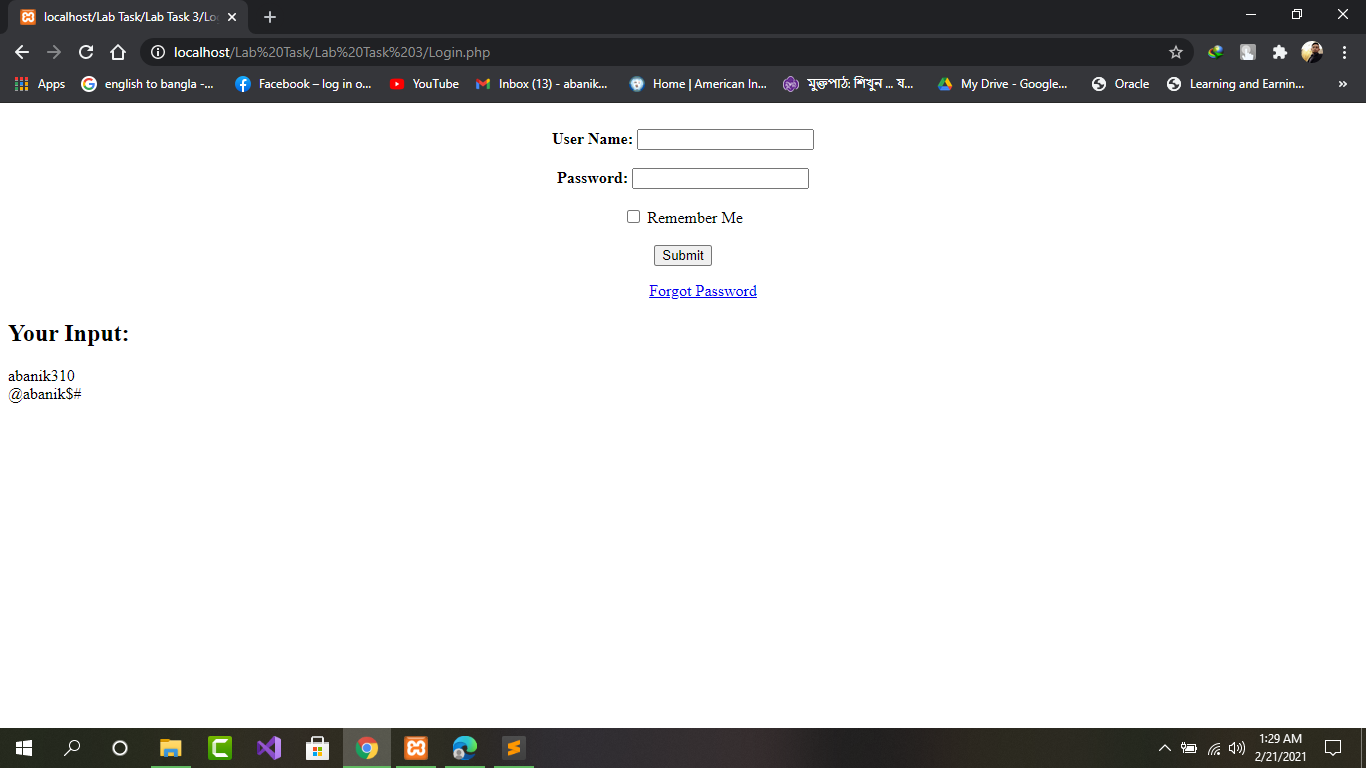 localhost/Lab Task/Lab Task 3/Lo
localhost/Lab%20Task/Lab%20Task%203/Login.php
Apps
english to bangla -...
Facebook – log in o...
YouTube
Inbox (13) - abanik...
Home | American In...
মুক্তপাঠ: শিখুন ... য...
My Drive - Google...
Oracle
Learning and Earnin...
»
User Name:
Password:
Remember Me
Submit
Forgot Password
Your Input:
abanik310
@abanik$#
1:29 AM
2/21/2021